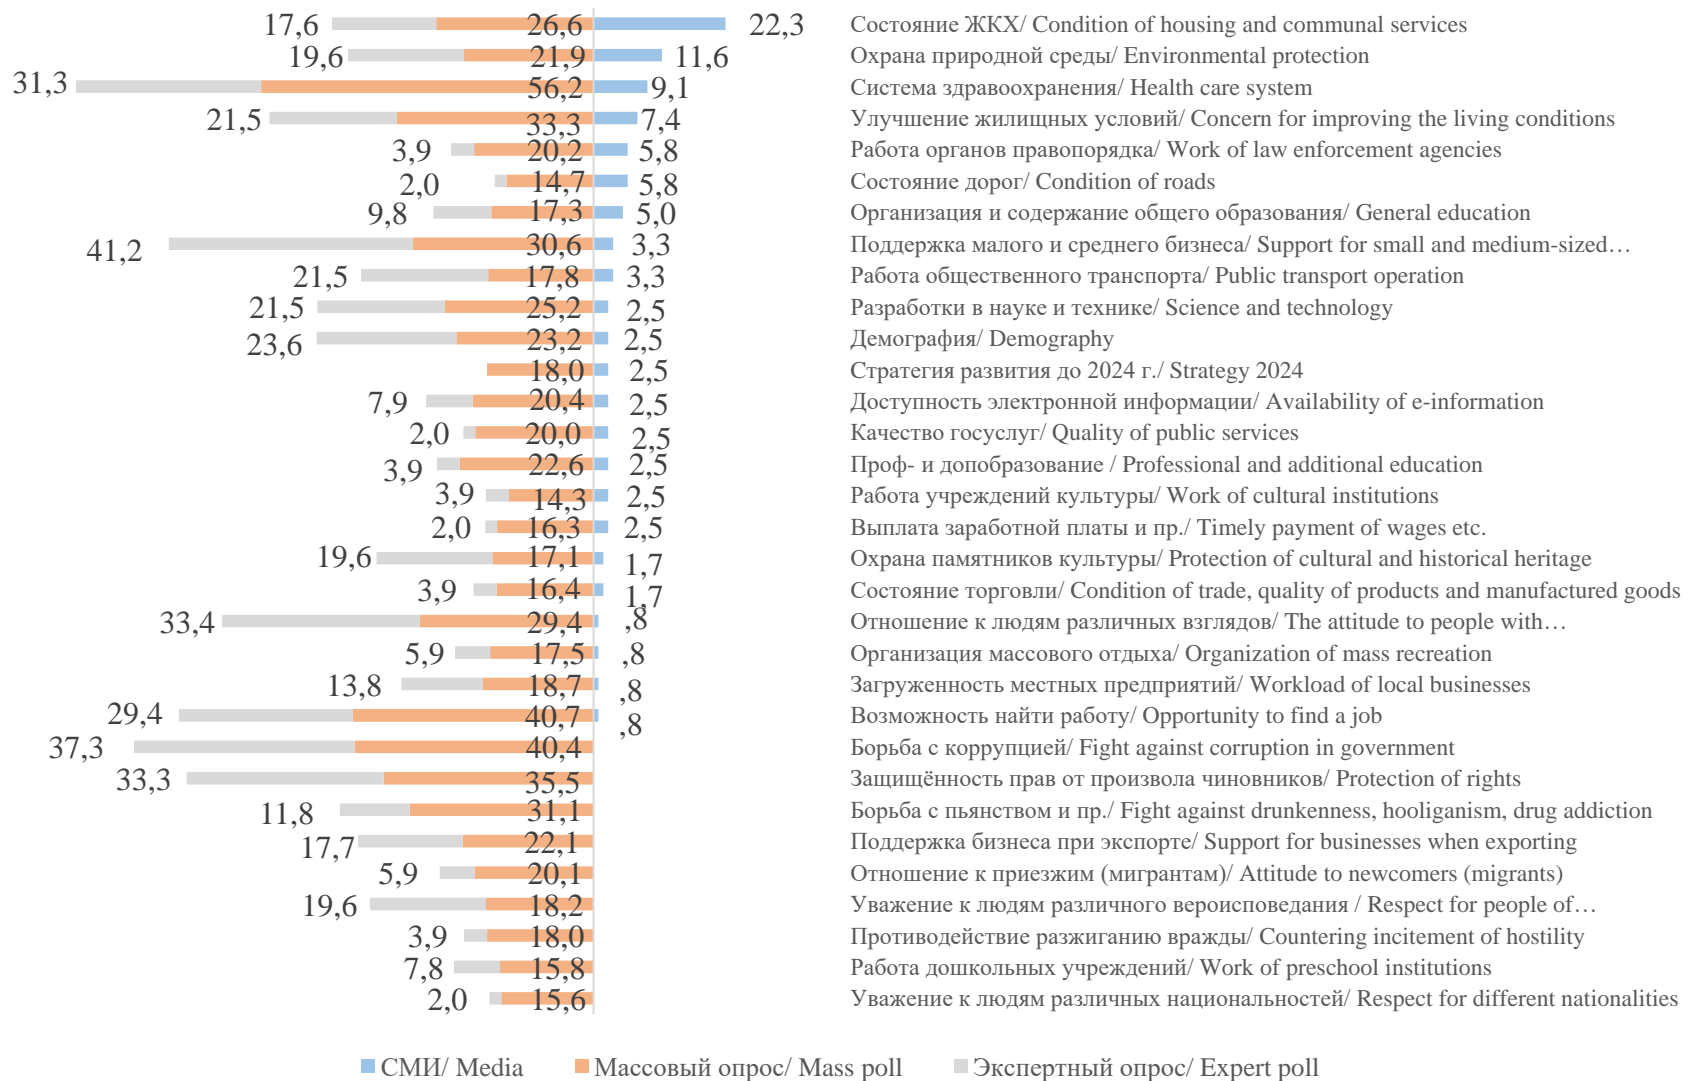 17,6 26,6 22,3 Состояние ЖКХ/ Condition of housing and communal services
19,6 21,9 11,6 Охрана природной среды/ Environmental protection
31,3 56,2 9,1 Система здравоохранения/ Health care system
21,5 33,3 7,4 Улучшение жилищных условий/ Concern for improving the living conditions
3,9 20,2 5,8 Работа органов правопорядка/ Work of law enforcement agencies
2,0 14,7 5,8 Состояние дорог/ Condition of roads
9,8 17,3 5,0 Организация и содержание общего образования/ General education
41,2 30,6 3,3 Поддержка малого и среднего бизнеса/ Support for small and medium-sized…
21,5 17,8 3,3 Работа общественного транспорта/ Public transport operation
21,5 25,2 2,5 Разработки в науке и технике/ Science and technology
23,6 23,2 2,5 Демография/ Demography
18,0 2,5 Стратегия развития до 2024 г./ Strategy 2024
7,9 20,4 2,5 Доступность электронной информации/ Availability of e-information
2,0 20,0 2,5 Качество госуслуг/ Quality of public services
3,9 22,6 2,5 Проф- и допобразование / Professional and additional education
3,9 14,3 2,5 Работа учреждений культуры/ Work of cultural institutions
2,0 16,3 2,5 Выплата заработной платы и пр./ Timely payment of wages etc.
19,6 17,1 1,7 Охрана памятников культуры/ Protection of cultural and historical heritage
3,9 16,4 1,7 Состояние торговли/ Condition of trade, quality of products and manufactured goods
33,4 29,4 ,8 Отношение к людям различных взглядов/ The attitude to people with…
5,9 17,5 ,8 Организация массового отдыха/ Organization of mass recreation
13,8 18,7 ,8 Загруженность местных предприятий/ Workload of local businesses
29,4 40,7 ,8 Возможность найти работу/ Opportunity to find a job
37,3 40,4 Борьба с коррупцией/ Fight against corruption in government
33,3 35,5 Защищённость прав от произвола чиновников/ Protection of rights
11,8 31,1 Борьба с пьянством и пр./ Fight against drunkenness, hooliganism, drug addiction
17,7 22,1 Поддержка бизнеса при экспорте/ Support for businesses when exporting
5,9 20,1 Отношение к приезжим (мигрантам)/ Attitude to newcomers (migrants)
19,6 18,2 Уважение к людям различного вероисповедания / Respect for people of…
3,9 18,0 Противодействие разжиганию вражды/ Countering incitement of hostility
7,8 15,8 Работа дошкольных учреждений/ Work of preschool institutions
2,0 15,6 Уважение к людям различных национальностей/ Respect for different nationalities
СМИ/ Media Массовый опрос/ Mass poll Экспертный опрос/ Expert poll